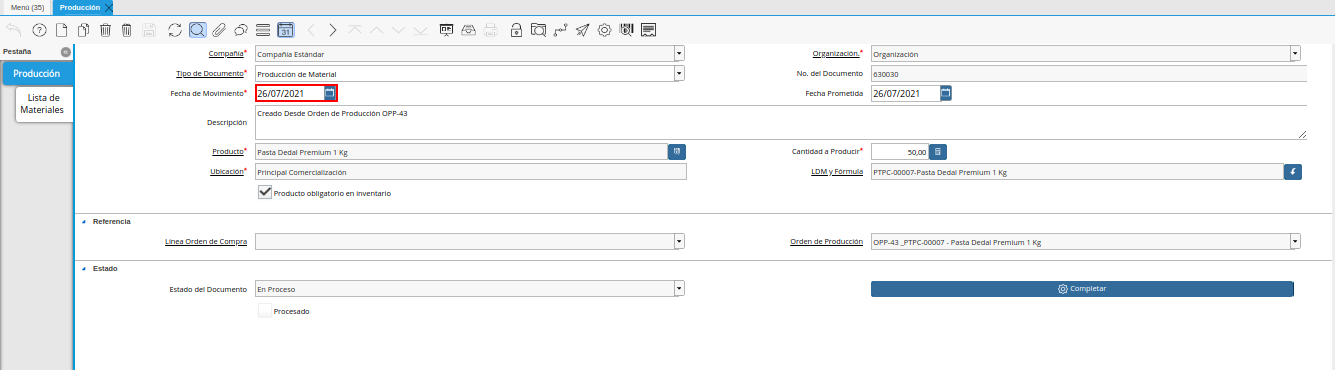 Menú (35) Producción
31
Pestaña
Producción
Lista de
Materiales
Compañía* Compañía Estándar Organización.* Organización
Tipo de Documento* Producción de Material No. del Documento 630030
Fecha de Movimiento* 26/07/2021 Fecha Prometida 26/07/2021
Descripción Creado Desde Orden de Producción OPP-43
Producto* Pasta Dedal Premium 1 Kg Cantidad a Producir* 50,00
Ubicación* Principal Comercialización LDM y Fórmula PTPC-00007-Pasta Dedal Premium 1 Kg
Producto obligatorio en inventario
Referencia
Línea Orden de Compra Orden de Producción OPP-43 _PTPC-00007 - Pasta Dedal Premium 1 Kg
Estado
Estado del Documento En Proceso Completar
Procesado